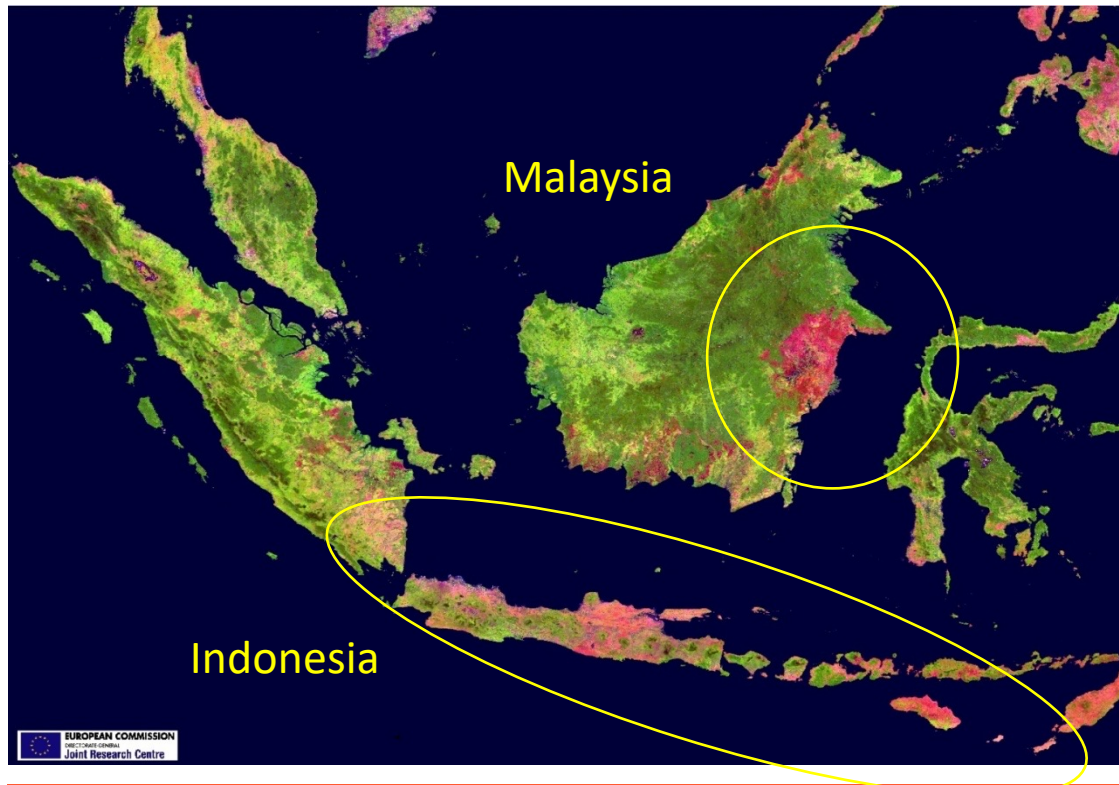 Malaysia
Indonesia
EUROPEAN COMMISSION
DIRECTORATE-GENERAL
Joint Research Centre